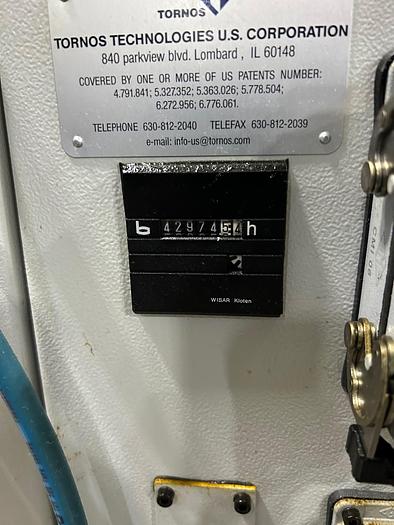 TORNOS
TORNOS TECHNOLOGIES U.S. CORPORATION
840 parkview blvd. Lombard , IL 60148
COVERED BY ONE OR MORE OF US PATENTS NUMBER:
4.791.841; 5.327.352; 5.363.026; 5.778.504;
6.272.956; 6.776.061.
TELEPHONE 630-812-2040 TELEFAX 630-812-2039
e-mail: info-us@tornos.com
42974 h
WISAR Kloten